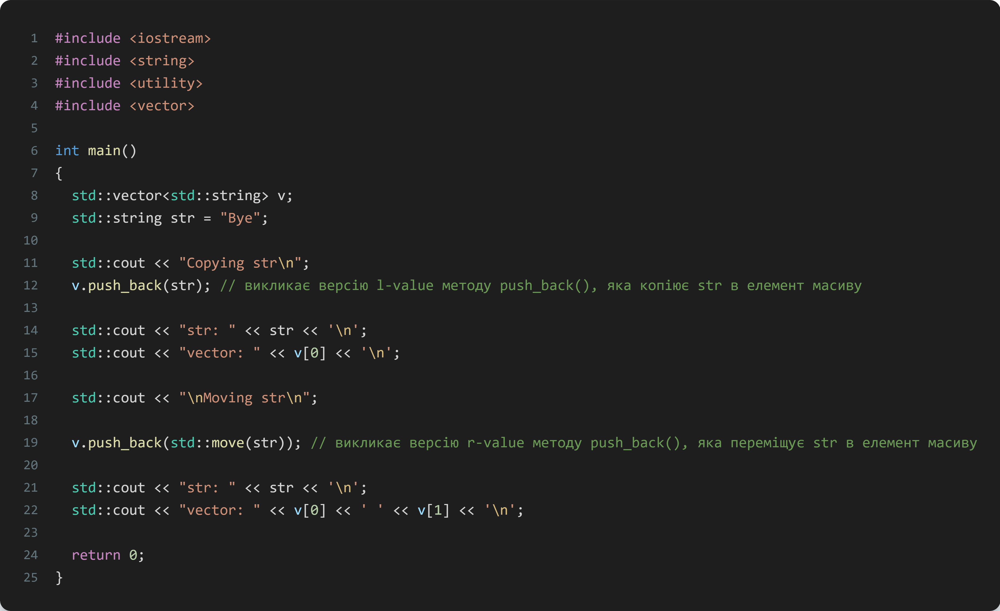 1 #include <iostream>
2 #include <string>
3 #include <utility>
4 #include <vector>
5
6 int main()
7 {
8   std::vector<std::string> v;
9   std::string str = "Bye";
10
11   std::cout << "Copying str\n";
12   v.push_back(str); // викликає версію l-value методу push_back(), яка копіює str в елемент масиву
13
14   std::cout << "str: " << str << '\n';
15   std::cout << "vector: " << v[0] << '\n';
16
17   std::cout << "\nMoving str\n";
18
19   v.push_back(std::move(str)); // викликає версію r-value методу push_back(), яка переміщує str в елемент масиву
20
21   std::cout << "str: " << str << '\n';
22   std::cout << "vector: " << v[0] << ' ' << v[1] << '\n';
23
24   return 0;
25 }